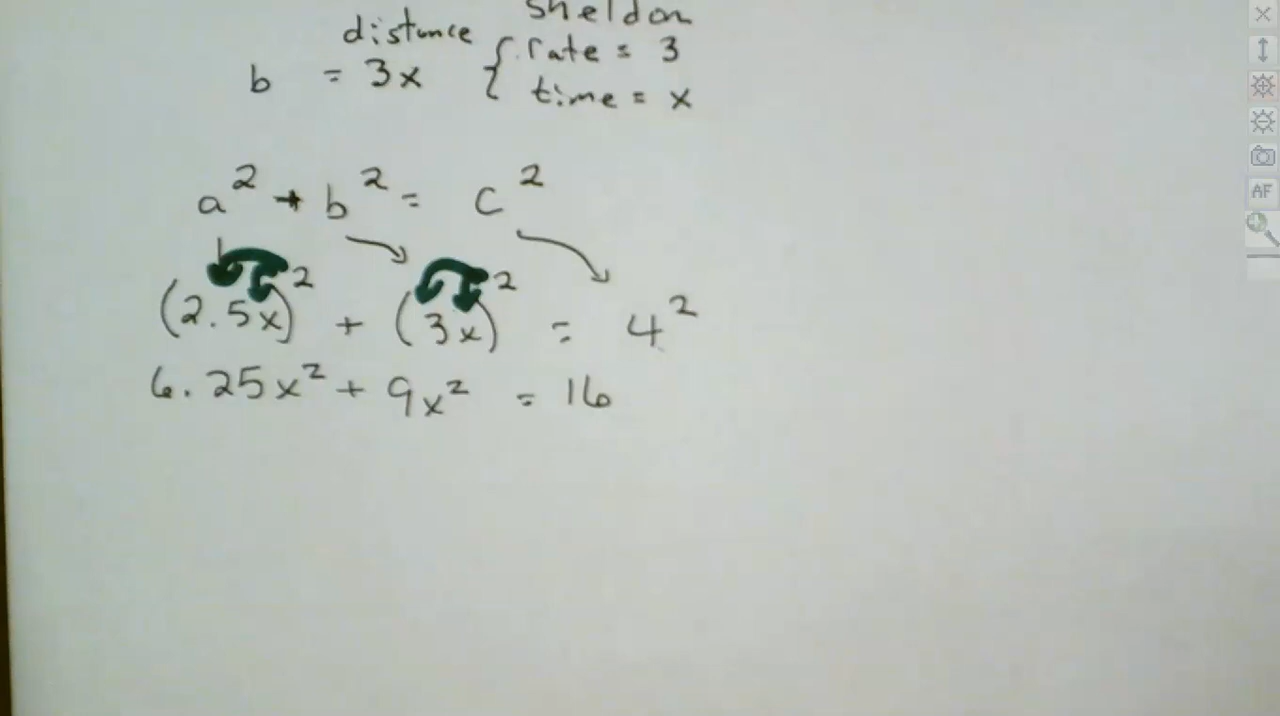 Sheldon
distance { rate = 3
b = 3x
time = x
a² + b² = c²
(2.5x)² + (3x)² = 4²
6.25x² + 9x² = 16
AF